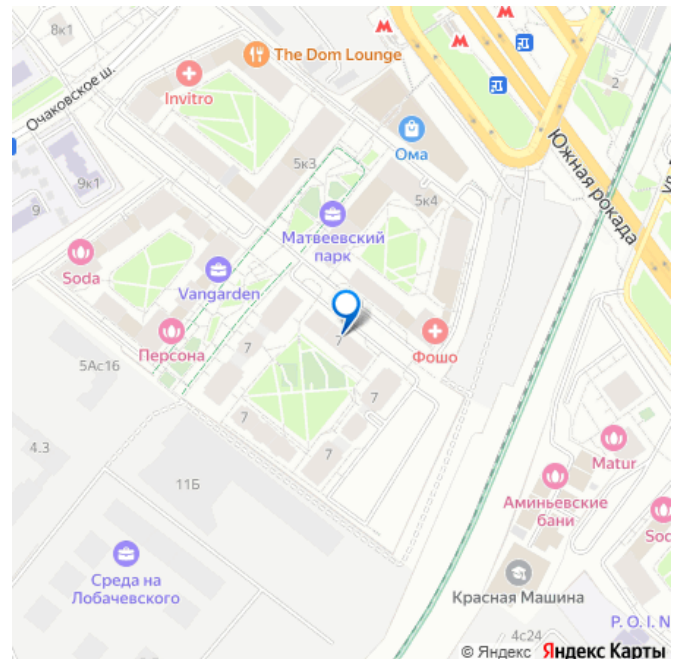 8к1
The Dom Lounge
Invitro
Очаковское ш.
2
Ома
Южная рокада
5к3
9к1
9
5к4
Матвеевский
парк
Soda
Vangarden
Персона
7
7
Фошо
5Ас16
7
7
7
4.3
11Б
Matur
Аминьевские
бани
Среда на
Лобачевского
Красная Машина
P. O. I. N
4с24
© Яндекс Яндекс Карты